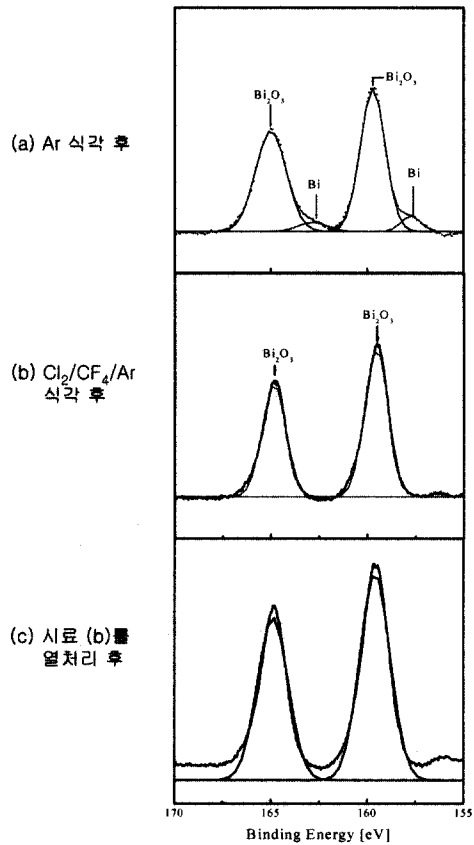 (a) Ar 식각 후
Bi₂O₃
Bi₂O₃
Bi
Bi
(b) Cl₂/CF₄/Ar
식각 후
Bi₂O₃
Bi₂O₃
(c) 시료 (b)를
열처리 후
170 165 160 155
Binding Energy [eV]